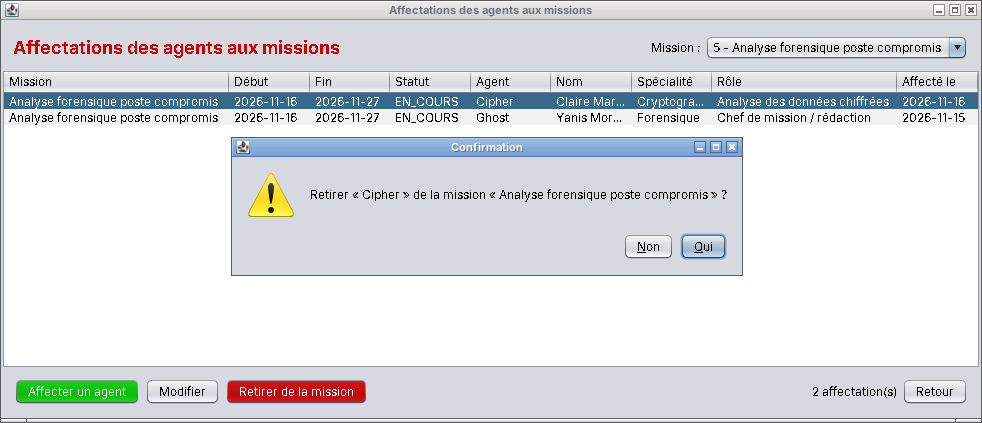 Affectations des agents aux missions
Affectations des agents aux missions
Mission : 5 - Analyse forensique poste compromis
Mission Début Fin Statut Agent Nom Spécialité Rôle Affecté le
Analyse forensique poste compromis 2026-11-16 2026-11-27 EN_COURS Cipher Claire Mar... Cryptogra... Analyse des données chiffrées 2026-11-16
Analyse forensique poste compromis 2026-11-16 2026-11-27 EN_COURS Ghost Yanis Mor... Forensique Chef de mission / rédaction 2026-11-15
Confirmation
Retirer « Cipher » de la mission « Analyse forensique poste compromis » ?
Non Oui
Affecter un agent Modifier Retirer de la mission 2 affectation(s) Retour